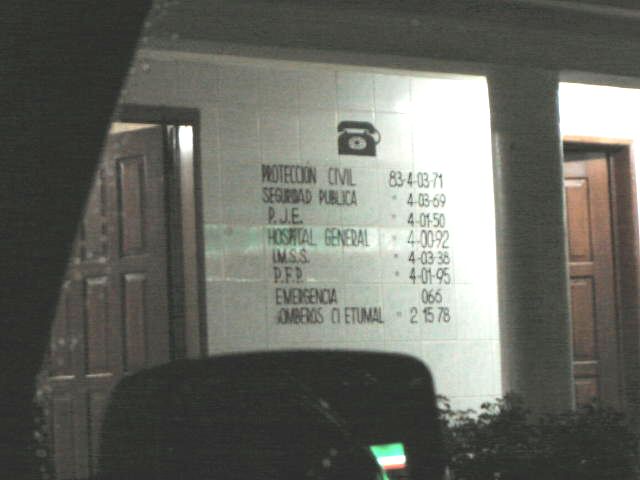 PROTECCIÓN CIVIL 83-4-03-71
SEGURIDAD PUBLICA " 4-03-69
P.J.E. " 4-01-50
HOSPITAL GENERAL " 4-00-92
I.M.S.S. " 4-03-38
P.F.P. " 4-01-95
EMERGENCIA 066
BOMBEROS CHETUMAL " 2 15 78